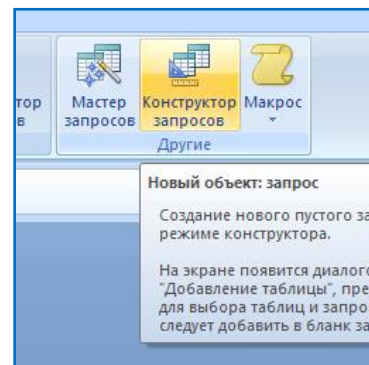 тор Мастер Конструктор Макрос
в запросов запросов
Другие
Новый объект: запрос
Создание нового пустого за
режиме конструктора.
На экране появится диалого
"Добавление таблицы", пре
для выбора таблиц и запро
следует добавить в бланк за